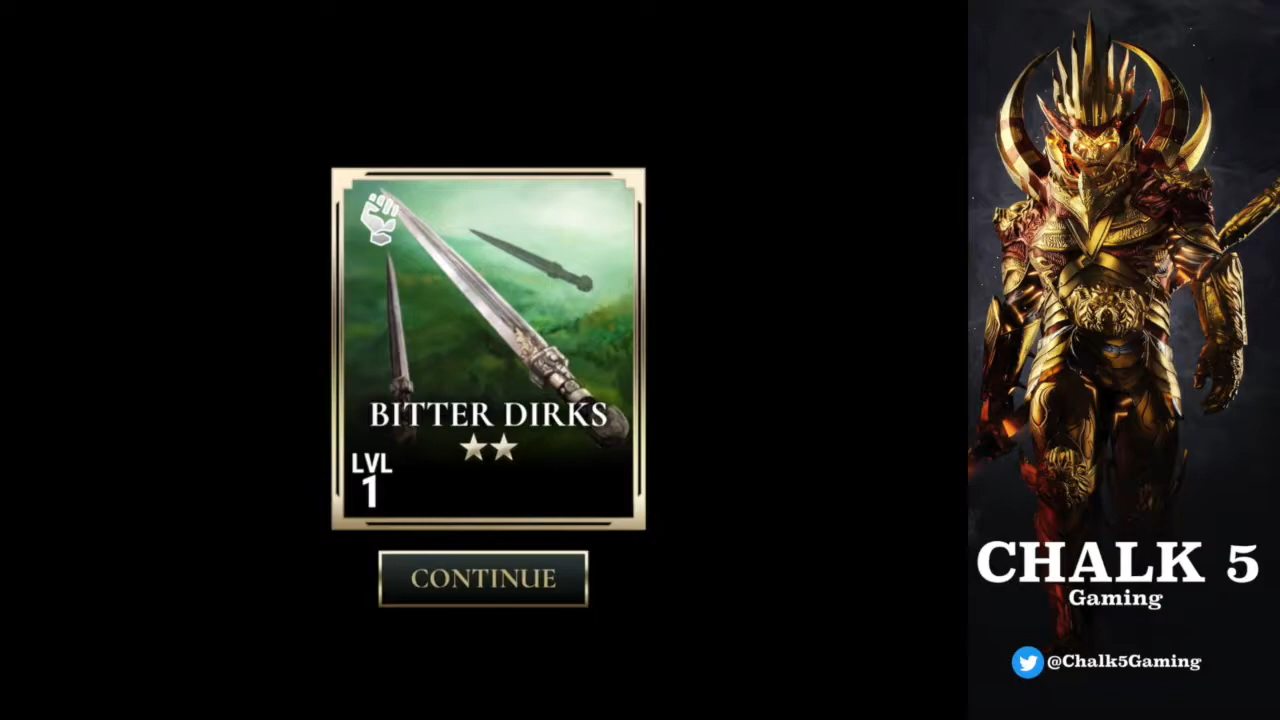 BITTER DIRKS
LVL
1
CONTINUE
CHALK 5
Gaming
@Chalk5Gaming